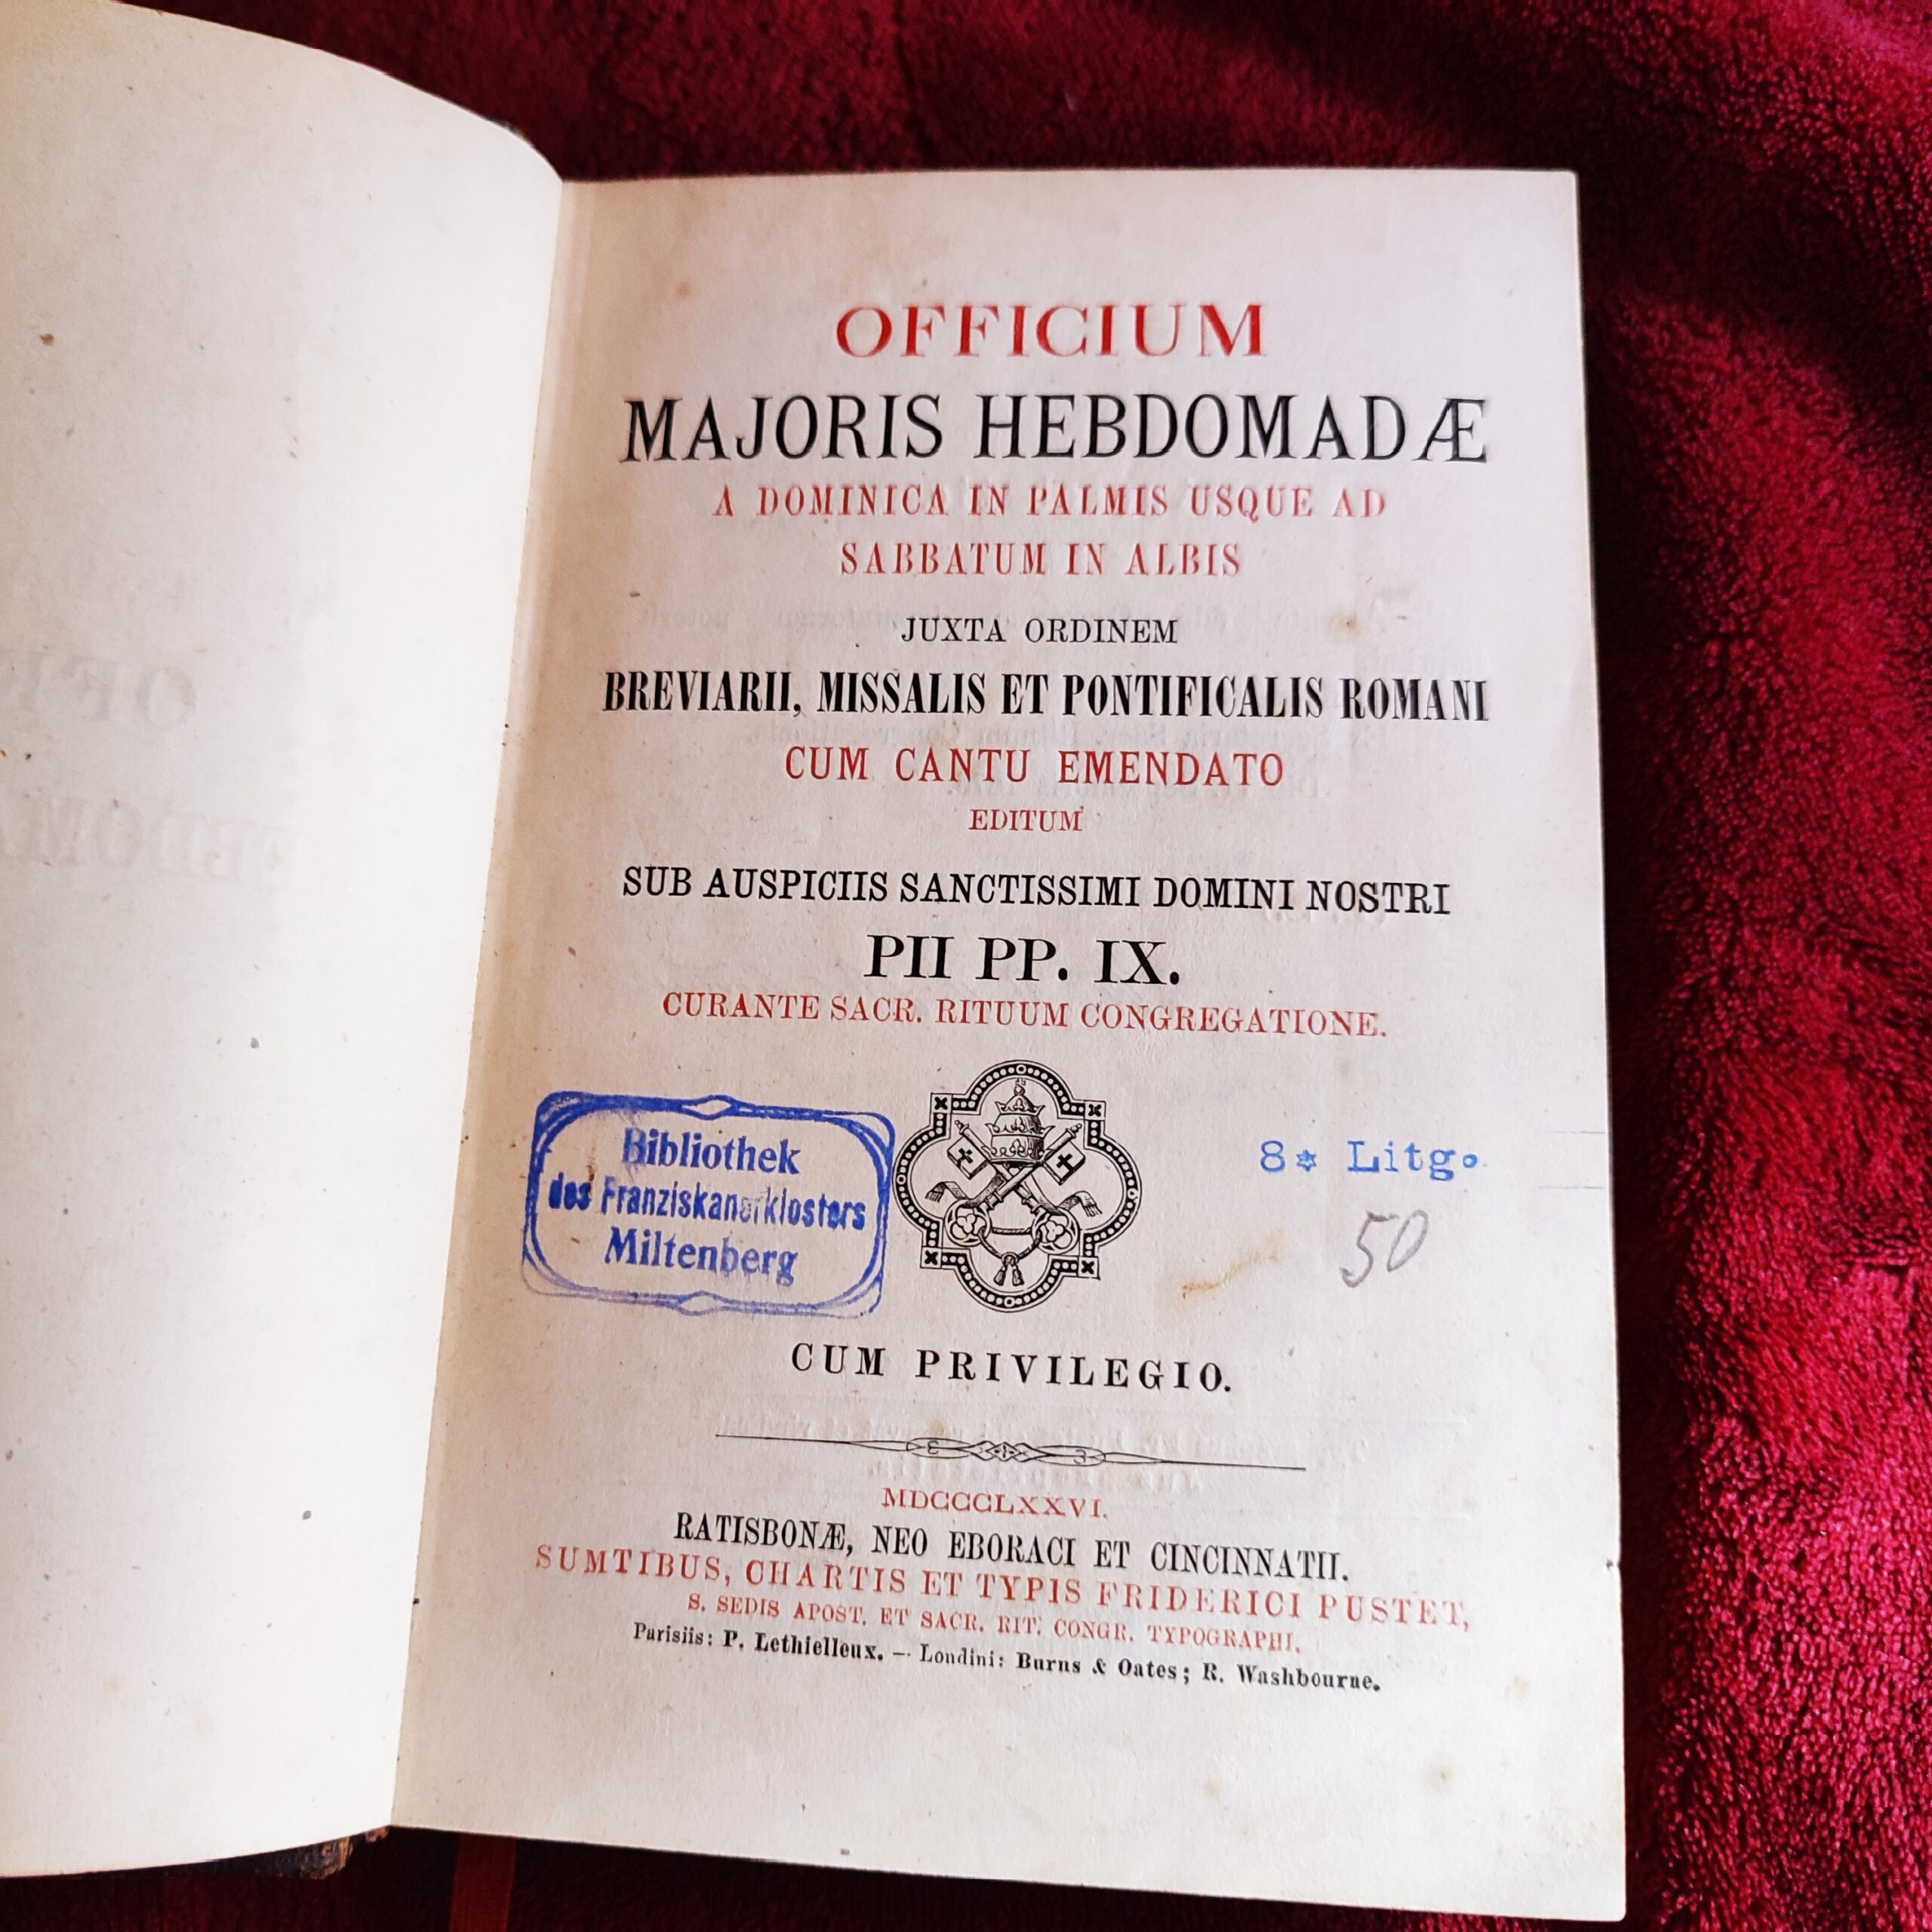 OFFICIUM
MAJORIS HEBDOMADÆ
A DOMINICA IN PALMIS USQUE AD
SABBATUM IN ALBIS
JUXTA ORDINEM
BREVIARII, MISSALIS ET PONTIFICALIS ROMANI
CUM CANTU EMENDATO
EDITUM
SUB AUSPICIIS SANCTISSIMI DOMINI NOSTRI
PII PP. IX.
CURANTE SACR. RITUUM CONGREGATIONE.
Bibliothek
des Franziskanerklosters
Miltenberg
8* Litg.
50
CUM PRIVILEGIO.
MDCCCLXXVI.
RATISBONÆ, NEO EBORACI ET CINCINNATII.
SUMTIBUS, CHARTIS ET TYPIS FRIDERICI PUSTET,
S. SEDIS APOST. ET SACR. RIT. CONGR. TYPOGRAPHI.
Parisiis: P. Lethielleux. — Londini: Burns & Oates; R. Washbourne.